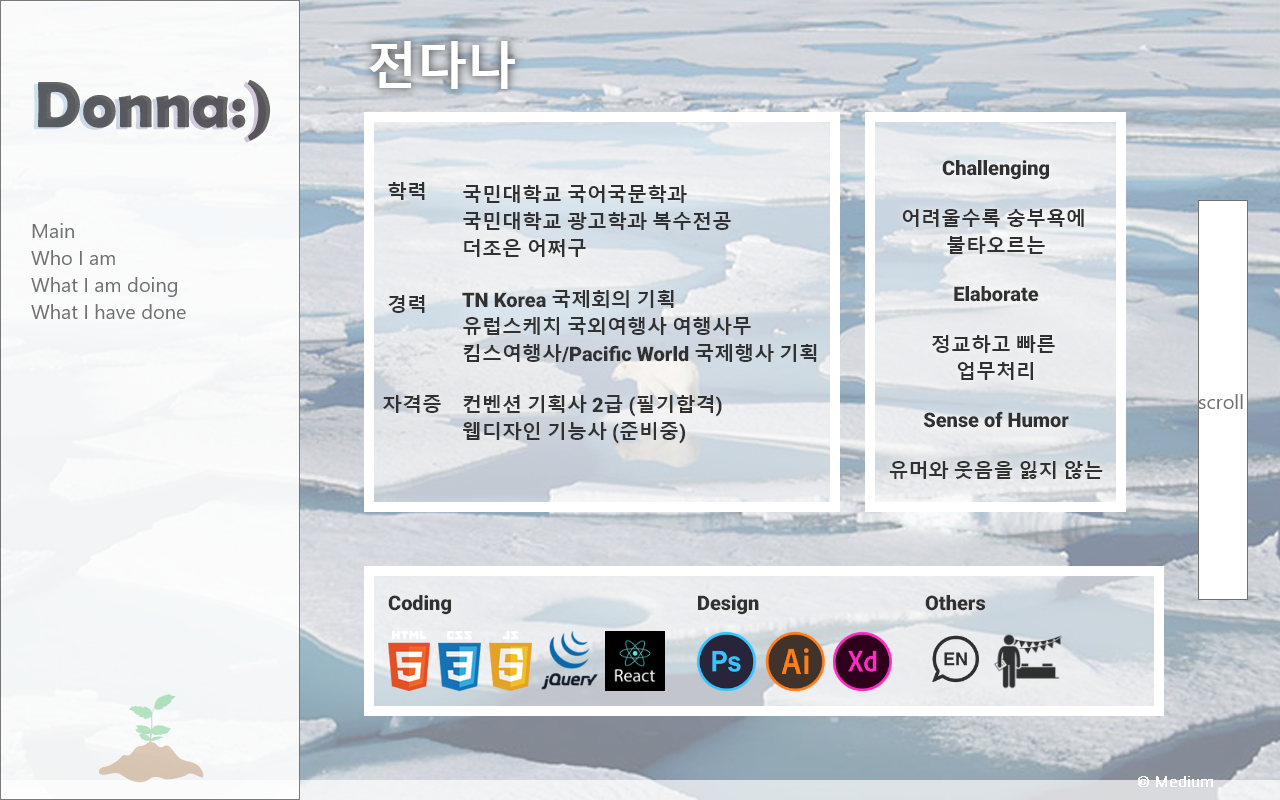 Donna:)
Main
Who I am
What I am doing
What I have done
전다나
학력
국민대학교 국어국문학과
국민대학교 광고학과 복수전공
더조은 어쩌구
경력
TN Korea 국제회의 기획
유럽스케치 국외여행사 여행사무
킴스여행사/Pacific World 국제행사 기획
자격증
컨벤션 기획사 2급 (필기합격)
웹디자인 기능사 (준비중)
Challenging
어려울수록 숭부욕에
불타오르는
Elaborate
정교하고 빠른
업무처리
Sense of Humor
유머와 웃음을 잃지 않는
scroll
Coding
HTML
5
CSS
3
JS
5
jQuery
React
Design
Ps
Ai
Xd
Others
EN
© Medium